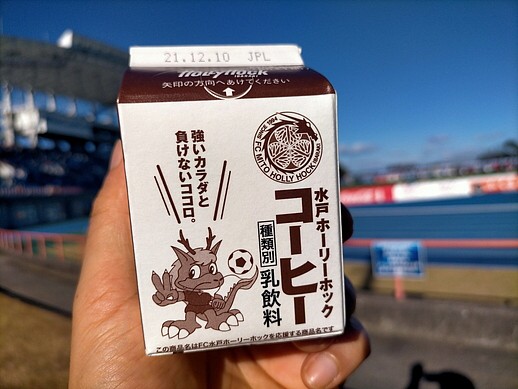 21.12.10 JPL
HOLLYHOCK
矢印の方向へあけてください
SINCE 1994
FC MITO HOLLY HOCK
強いカラダと
負けないココロ。
水戸ホーリーホック
コーヒー
種類別 乳飲料
この商品名はFC水戸ホーリーホックを応援する商品名です